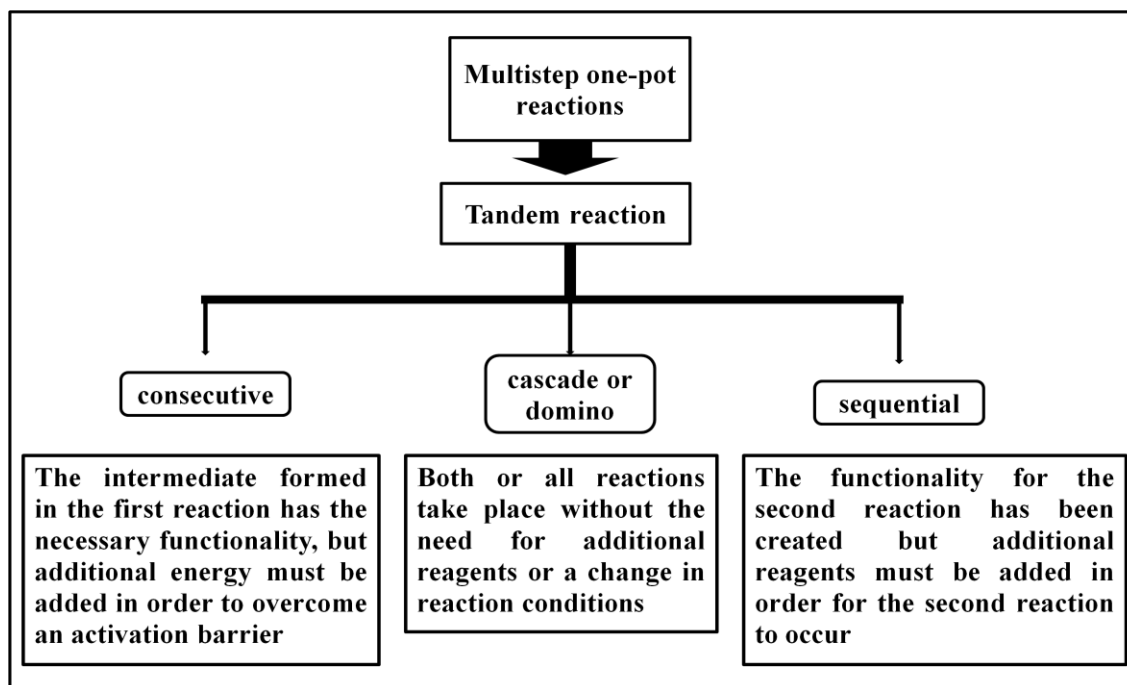 Multistep one-pot
reactions
Tandem reaction
consecutive
cascade or
domino
sequential
The intermediate formed
in the first reaction has the
necessary functionality, but
additional energy must be
added in order to overcome
an activation barrier
Both or all reactions
take place without the
need for additional
reagents or a change in
reaction conditions
The functionality for the
second reaction has been
created but additional
reagents must be added in
order for the second reaction
to occur